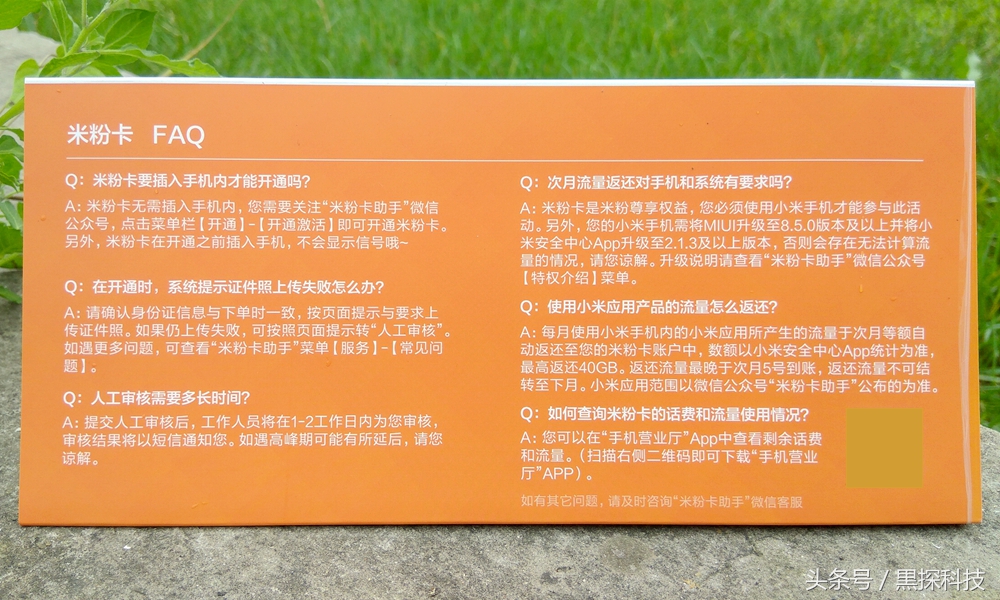 米粉卡 FAQ
Q：米粉卡要插入手机内才能开通吗？
A：米粉卡无需插入手机内，您需要关注“米粉卡助手”微信
公众号，点击菜单栏【开通】-【开通激活】即可开通米粉卡。
另外，米粉卡在开通之前插入手机，不会显示信号哦~
Q：在开通时，系统提示证件照上传失败怎么办？
A：请确认身份证信息与下单时一致，按页面提示与要求上
传证件照。如果仍上传失败，可按照页面提示转“人工审核”。
如遇更多问题，可查看“米粉卡助手”菜单【服务】-【常见问
题】。
Q：人工审核需要多长时间？
A：提交人工审核后，工作人员将在1-2工作日内为您审核，
审核结果将以短信通知您。如遇高峰期可能有所延后，请您
谅解。
Q：次月流量返还对手机和系统有要求吗？
A：米粉卡是米粉尊享权益，您必须使用小米手机才能参与此活
动。另外，您的小米手机需将MIUI升级至8.5.0版本及以上并将小
米安全中心App升级至2.1.3及以上版本，否则会存在无法计算流
量的情况，请您谅解。升级说明请查看“米粉卡助手”微信公众号
【特权介绍】菜单。
Q：使用小米应用产品的流量怎么返还？
A：每月使用小米手机内的小米应用所产生的流量于次月等额自
动返还至您的米粉卡账户中，数额以小米安全中心App统计为准，
最高返还40GB。返还流量最晚于次月5号到账，返还流量不可结
转至下月。小米应用范围以微信公众号“米粉卡助手”公布的为准。
Q：如何查询米粉卡的话费和流量使用情况？
A：您可以在“手机营业厅”App中查看剩余话费
和流量。（扫描右侧二维码即可下载“手机营业
厅”APP）。
如有其它问题，请及时咨询“米粉卡助手”微信客服
头条号 / 黑探科技